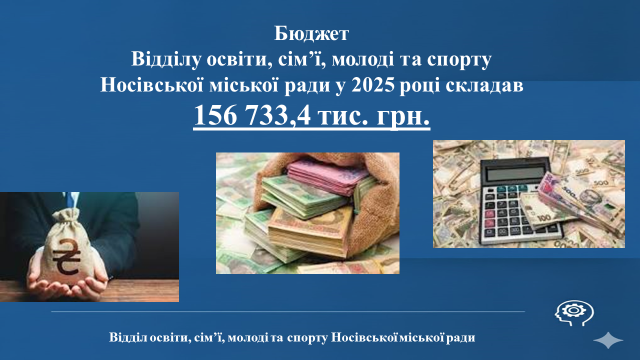 Бюджет
Відділу освіти, сім’ї, молоді та спорту
Носівської міської ради у 2025 році складав
156 733,4 тис. грн.
Відділ освіти, сім’ї, молоді та спорту Носівської міської ради